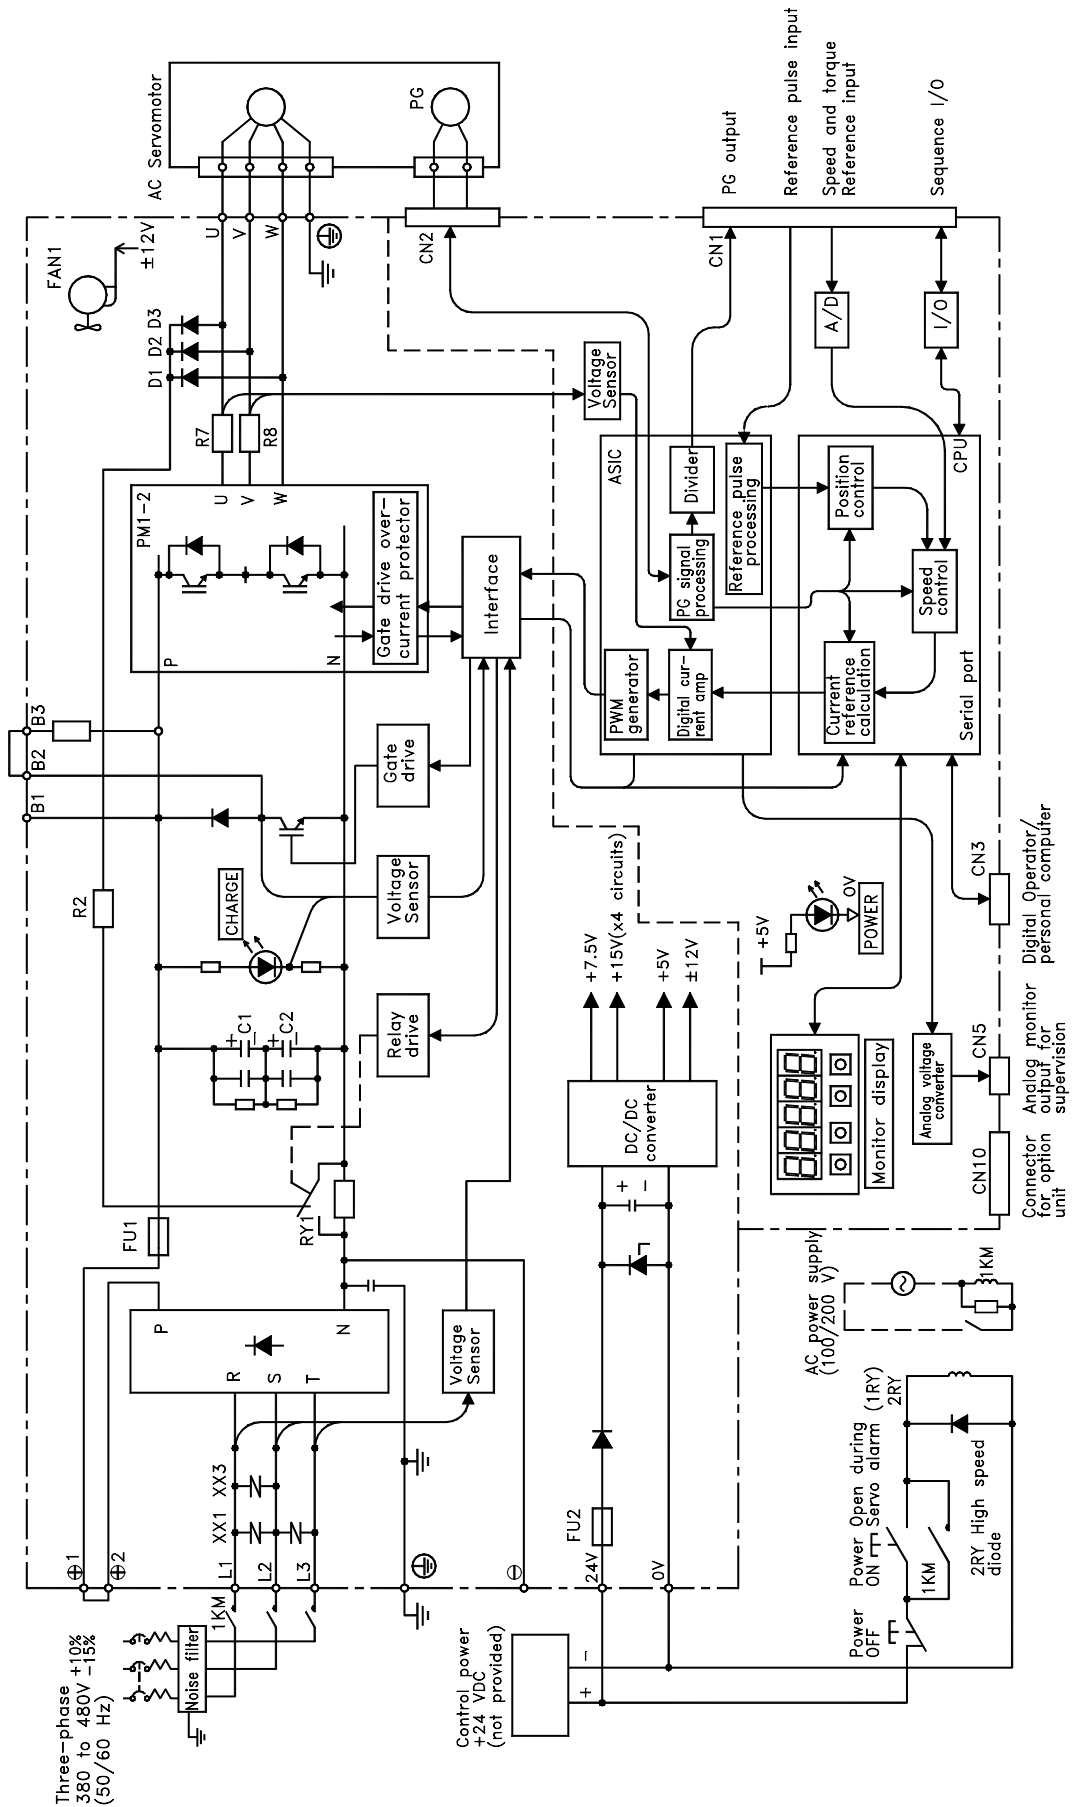 Three-phase
380 to 480V +10%
-15%
(50/60 Hz)
Noise filter
1KM
⊕1
⊕2
L1
L2
L3
XX1
XX3
R
S
T
P
N
Voltage
Sensor
FU1
RY1
R2
C1
+
-
C2
+
-
CHARGE
Relay
drive
Voltage
Sensor
Gate
drive
B1
B2
B3
PM1-2
P
N
U
V
W
Gate drive over-
current protector
Interface
R7
R8
D1
D2
D3
FAN1
±12V
U
V
W
AC Servomotor
PG
CN2
Voltage
Sensor
ASIC
PWM
generator
Digital cur-
rent amp
PG signal
processing
Divider
Reference pulse
processing
CPU
Position
control
Speed
control
Current
reference
calculation
Serial port
A/D
I/O
CN1
PG output
Reference pulse input
Speed and torque
Reference input
Sequence I/O
⊖
24V
0V
FU2
Control power
+24 VDC
(not provided)
+
-
+
-
DC/DC
converter
+7.5V
+15V(x4 circuits)
+5V
±12V
+5V
0V
POWER
Monitor display
Analog voltage
converter
CN10
CN5
CN3
Connector
for option
unit
Analog monitor
output for
supervision
Digital Operator/
personal computer
Power
OFF
Power
ON
1KM
Open during
Servo alarm
(1RY)
2RY
2RY High speed
diode
AC power supply
(100/200 V)
1KM